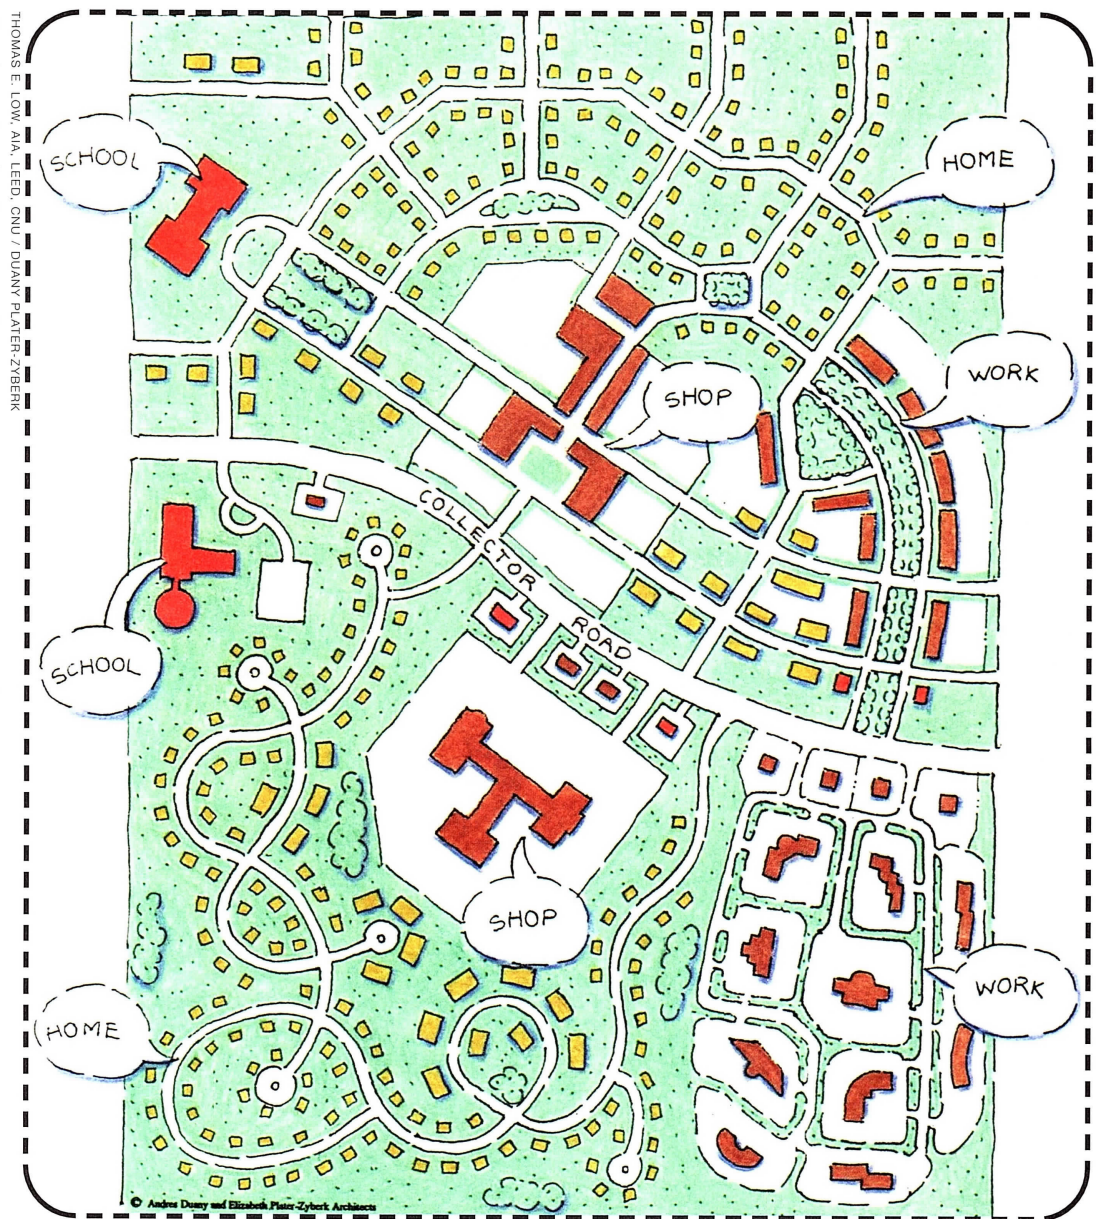 THOMAS E. LOW, AIA, LEED, CNU / DUANY PLATER-ZYBERK
SCHOOL
HOME
WORK
SHOP
COLLECTOR
ROAD
SCHOOL
SHOP
WORK
HOME
© Andres Duany and Elizabeth Plater-Zyberk Architects